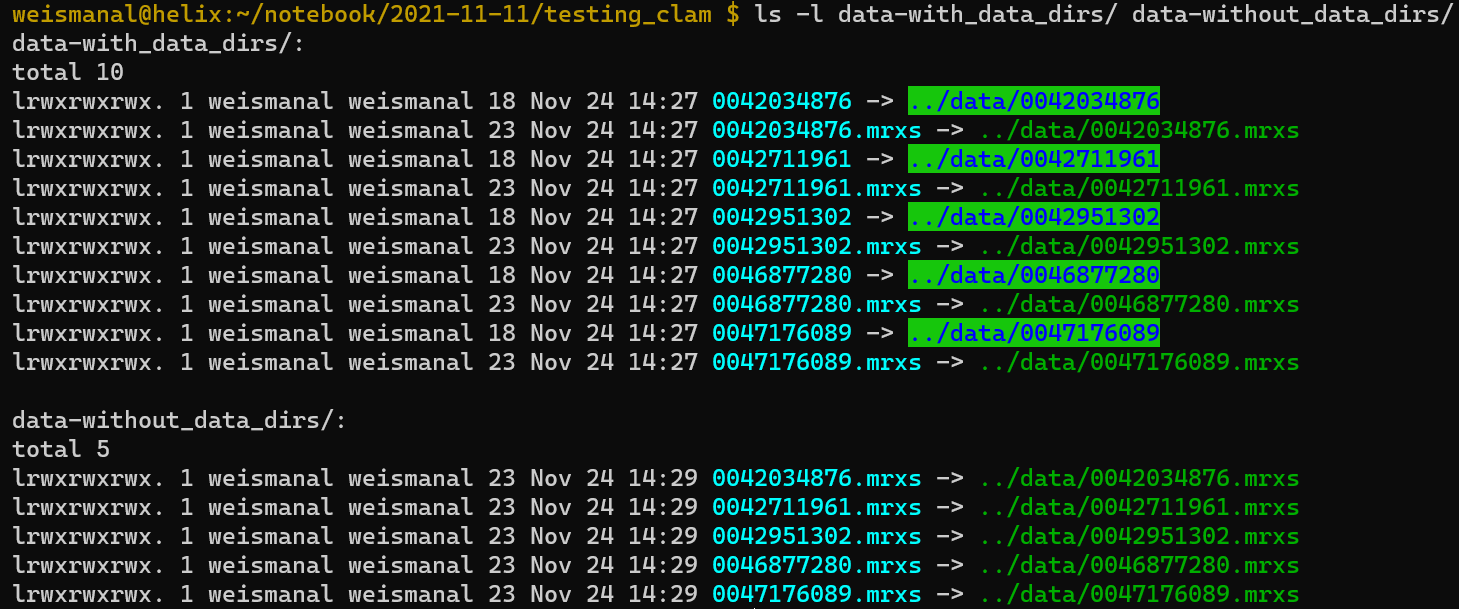 weismanal@helix:~/notebook/2021-11-11/testing_clam $ ls -l data-with_data_dirs/ data-without_data_dirs/
data-with_data_dirs/:
total 10
lrwxrwxrwx. 1 weismanal weismanal 18 Nov 24 14:27 0042034876 -> ../data/0042034876
lrwxrwxrwx. 1 weismanal weismanal 23 Nov 24 14:27 0042034876.mrxs -> ../data/0042034876.mrxs
lrwxrwxrwx. 1 weismanal weismanal 18 Nov 24 14:27 0042711961 -> ../data/0042711961
lrwxrwxrwx. 1 weismanal weismanal 23 Nov 24 14:27 0042711961.mrxs -> ../data/0042711961.mrxs
lrwxrwxrwx. 1 weismanal weismanal 18 Nov 24 14:27 0042951302 -> ../data/0042951302
lrwxrwxrwx. 1 weismanal weismanal 23 Nov 24 14:27 0042951302.mrxs -> ../data/0042951302.mrxs
lrwxrwxrwx. 1 weismanal weismanal 18 Nov 24 14:27 0046877280 -> ../data/0046877280
lrwxrwxrwx. 1 weismanal weismanal 23 Nov 24 14:27 0046877280.mrxs -> ../data/0046877280.mrxs
lrwxrwxrwx. 1 weismanal weismanal 18 Nov 24 14:27 0047176089 -> ../data/0047176089
lrwxrwxrwx. 1 weismanal weismanal 23 Nov 24 14:27 0047176089.mrxs -> ../data/0047176089.mrxs

data-without_data_dirs/:
total 5
lrwxrwxrwx. 1 weismanal weismanal 23 Nov 24 14:29 0042034876.mrxs -> ../data/0042034876.mrxs
lrwxrwxrwx. 1 weismanal weismanal 23 Nov 24 14:29 0042711961.mrxs -> ../data/0042711961.mrxs
lrwxrwxrwx. 1 weismanal weismanal 23 Nov 24 14:29 0042951302.mrxs -> ../data/0042951302.mrxs
lrwxrwxrwx. 1 weismanal weismanal 23 Nov 24 14:29 0046877280.mrxs -> ../data/0046877280.mrxs
lrwxrwxrwx. 1 weismanal weismanal 23 Nov 24 14:29 0047176089.mrxs -> ../data/0047176089.mrxs